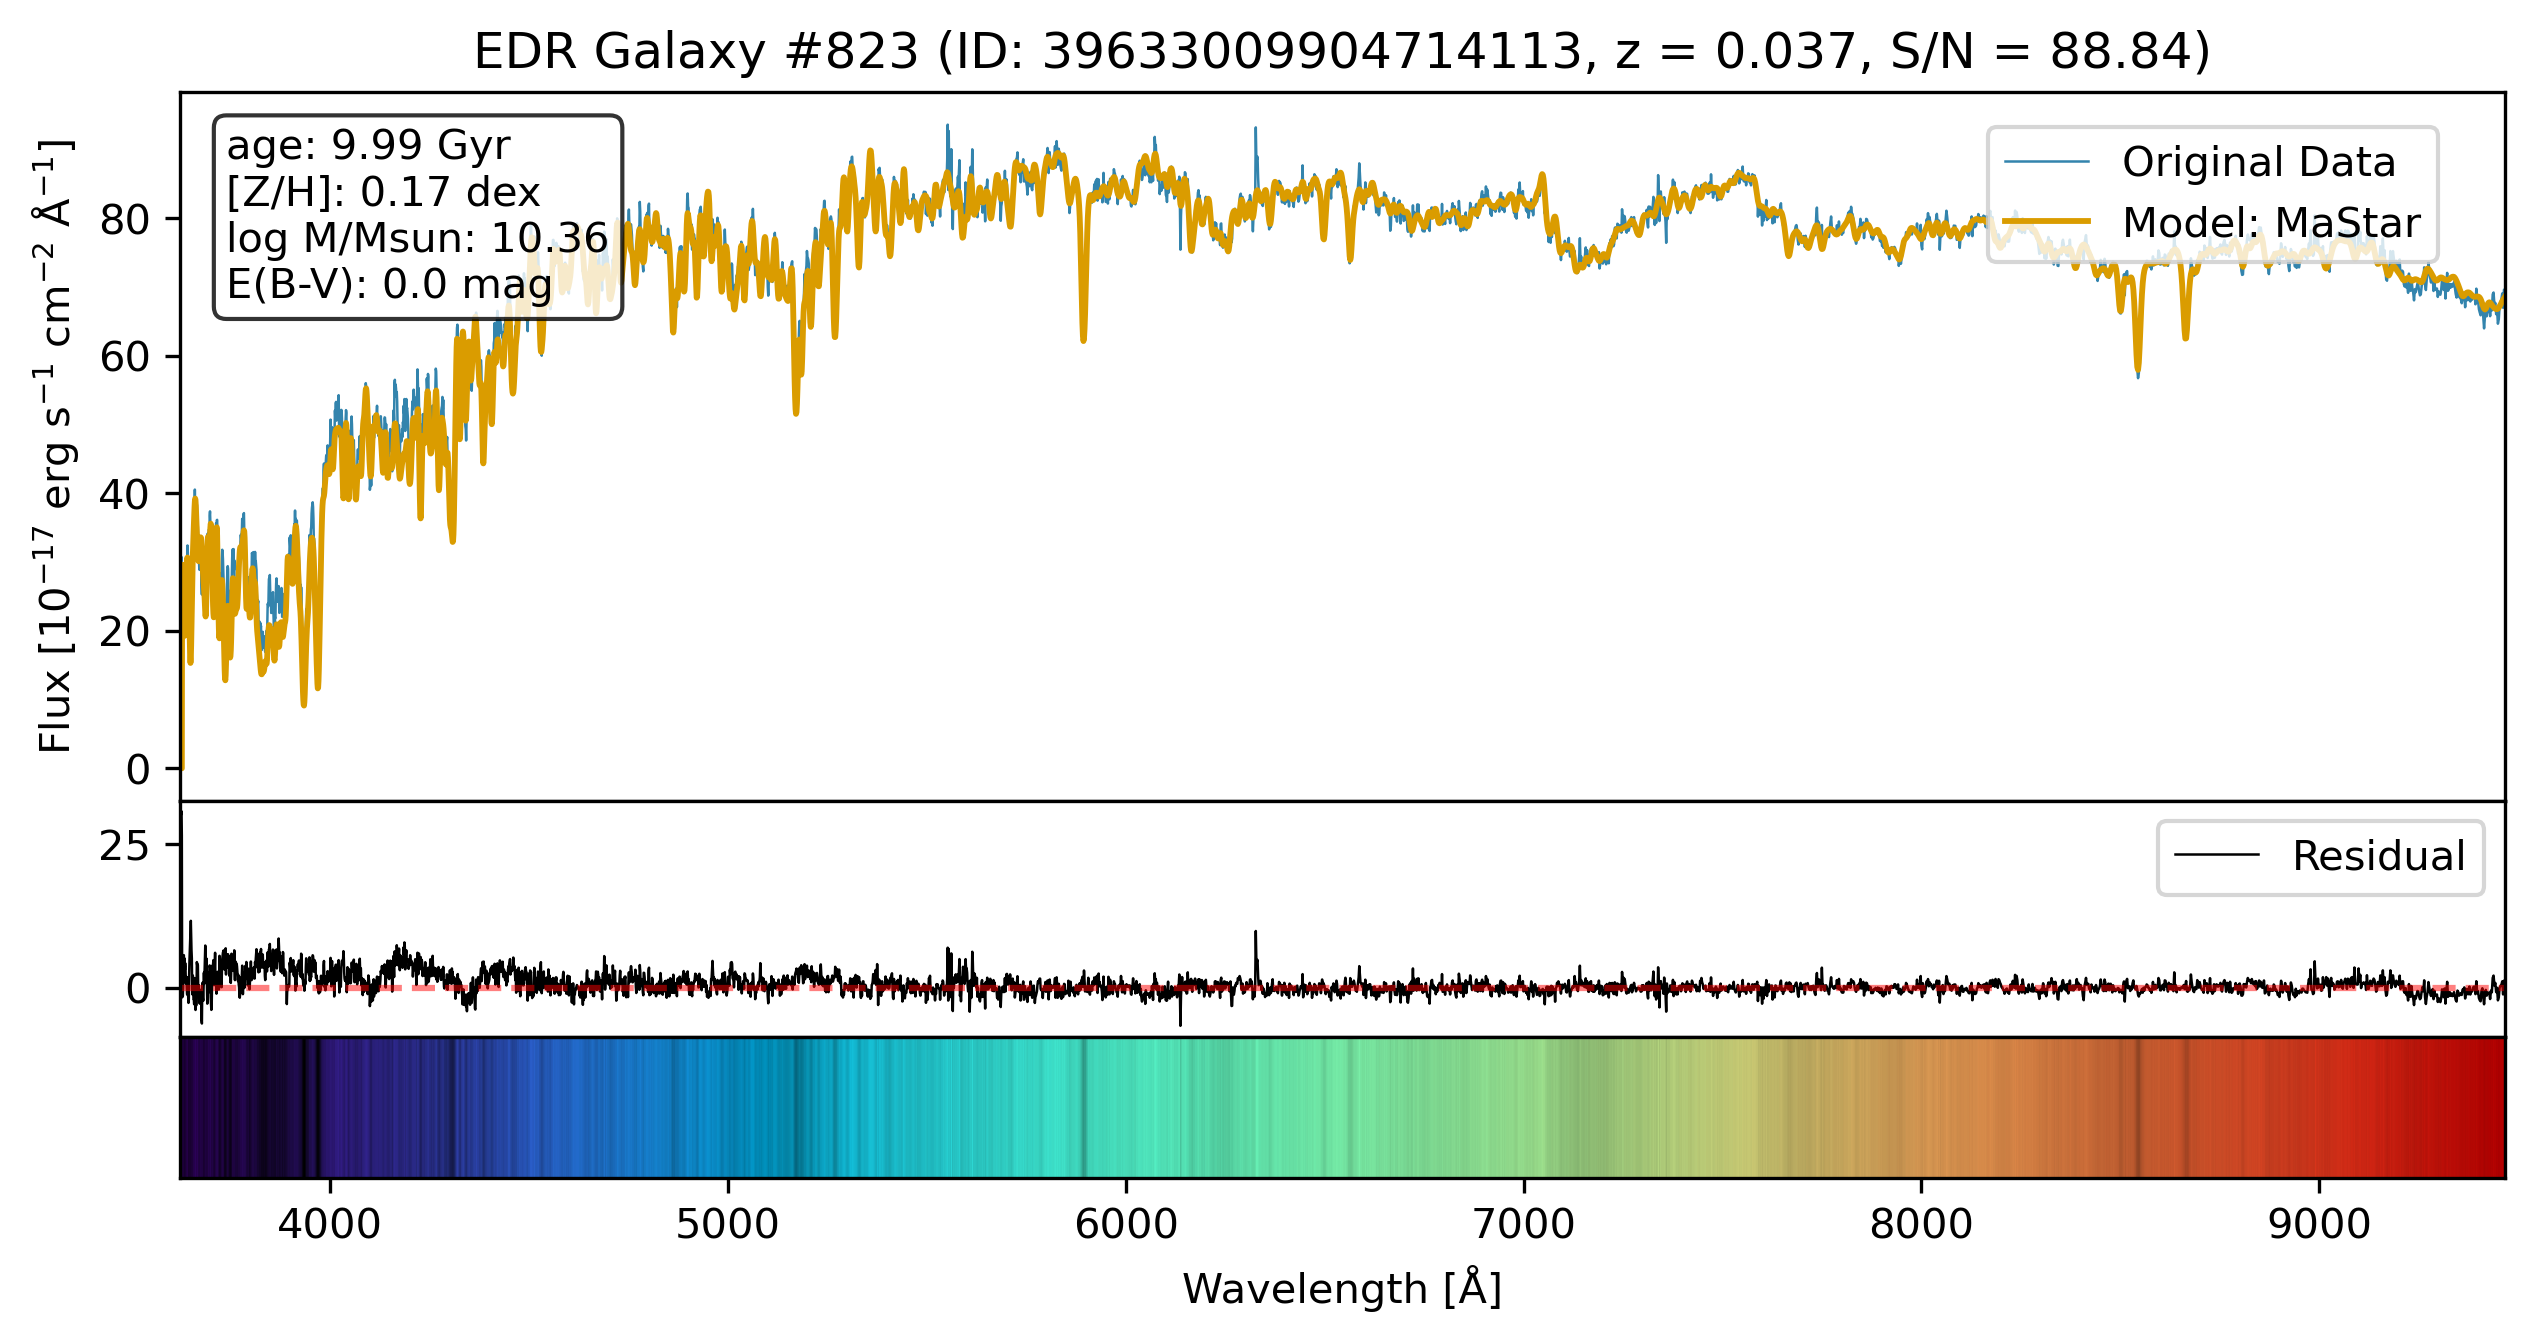 EDR Galaxy #823 (ID: 39633009904714113, z = 0.037, S/N = 88.84)
age: 9.99 Gyr
[Z/H]: 0.17 dex
log M/Msun: 10.36
E(B-V): 0.0 mag
Original Data
Model: MaStar
Flux [10⁻¹⁷ erg s⁻¹ cm⁻² Å⁻¹]
80
60
40
20
0
25
0
Residual
4000 5000 6000 7000 8000 9000
Wavelength [Å]